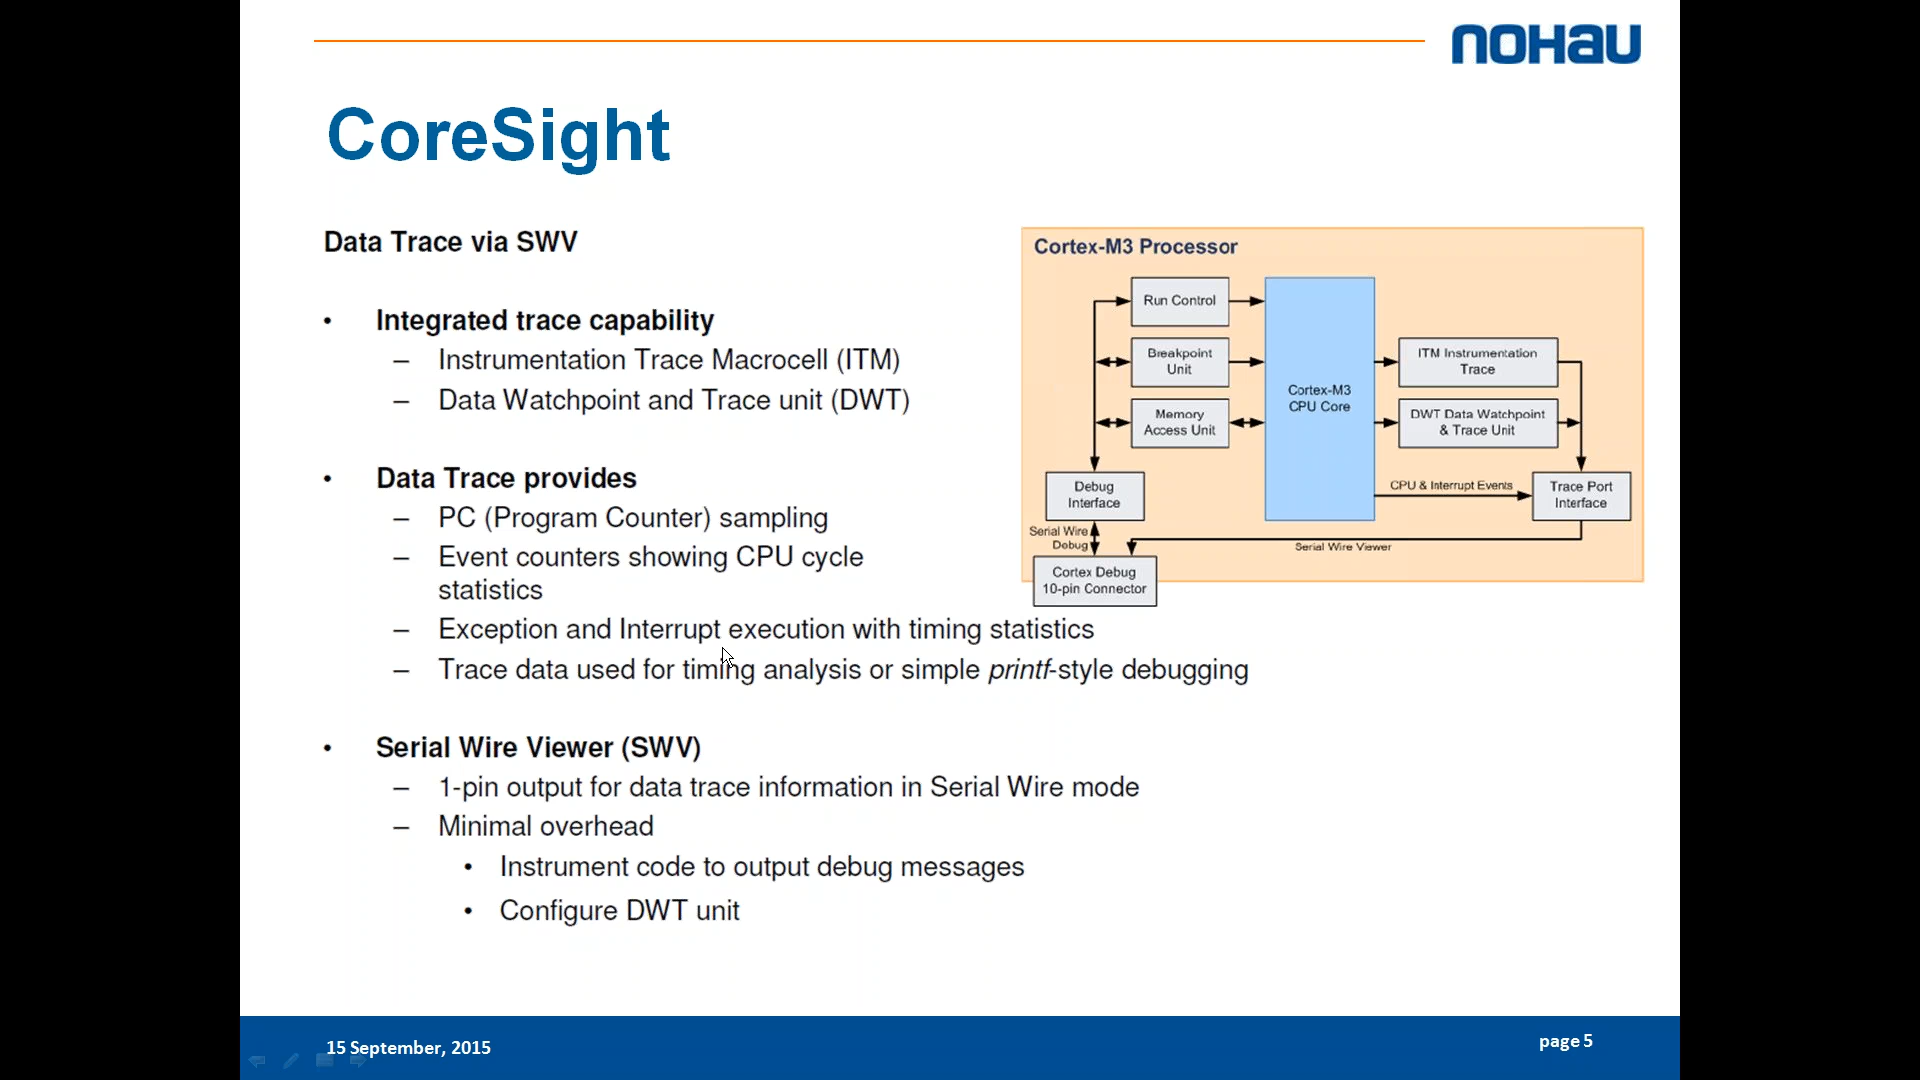 NOHAU
CoreSight
Data Trace via SWV
• Integrated trace capability
– Instrumentation Trace Macrocell (ITM)
– Data Watchpoint and Trace unit (DWT)
• Data Trace provides
– PC (Program Counter) sampling
– Event counters showing CPU cycle
statistics
– Exception and Interrupt execution with timing statistics
– Trace data used for timing analysis or simple printf-style debugging
• Serial Wire Viewer (SWV)
– 1-pin output for data trace information in Serial Wire mode
– Minimal overhead
• Instrument code to output debug messages
• Configure DWT unit
Cortex-M3 Processor
Run Control
Breakpoint
Unit
Memory
Access Unit
Debug
Interface
Serial Wire
Debug
Cortex Debug
10-pin Connector
Cortex-M3
CPU Core
ITM Instrumentation
Trace
DWT Data Watchpoint
& Trace Unit
CPU & Interrupt Events
Trace Port
Interface
Serial Wire Viewer
15 September, 2015
page 5